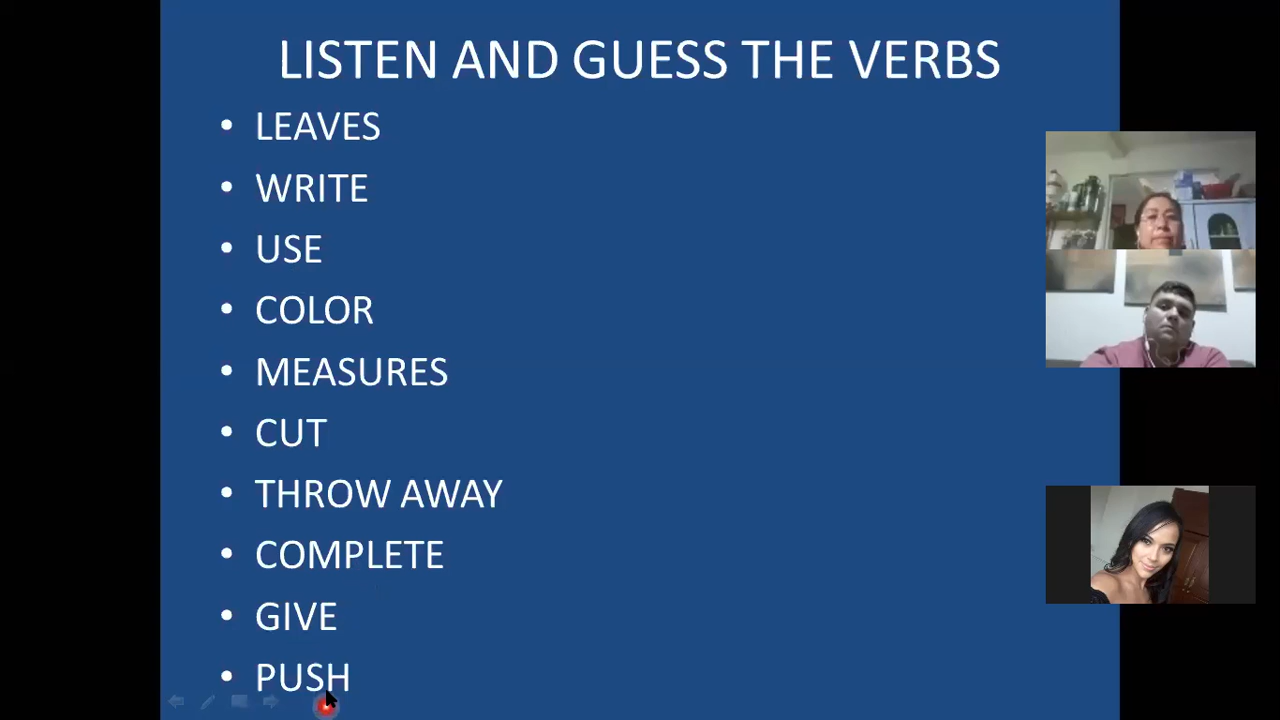 LISTEN AND GUESS THE VERBS
• LEAVES
• WRITE
• USE
• COLOR
• MEASURES
• CUT
• THROW AWAY
• COMPLETE
• GIVE
• PUSH